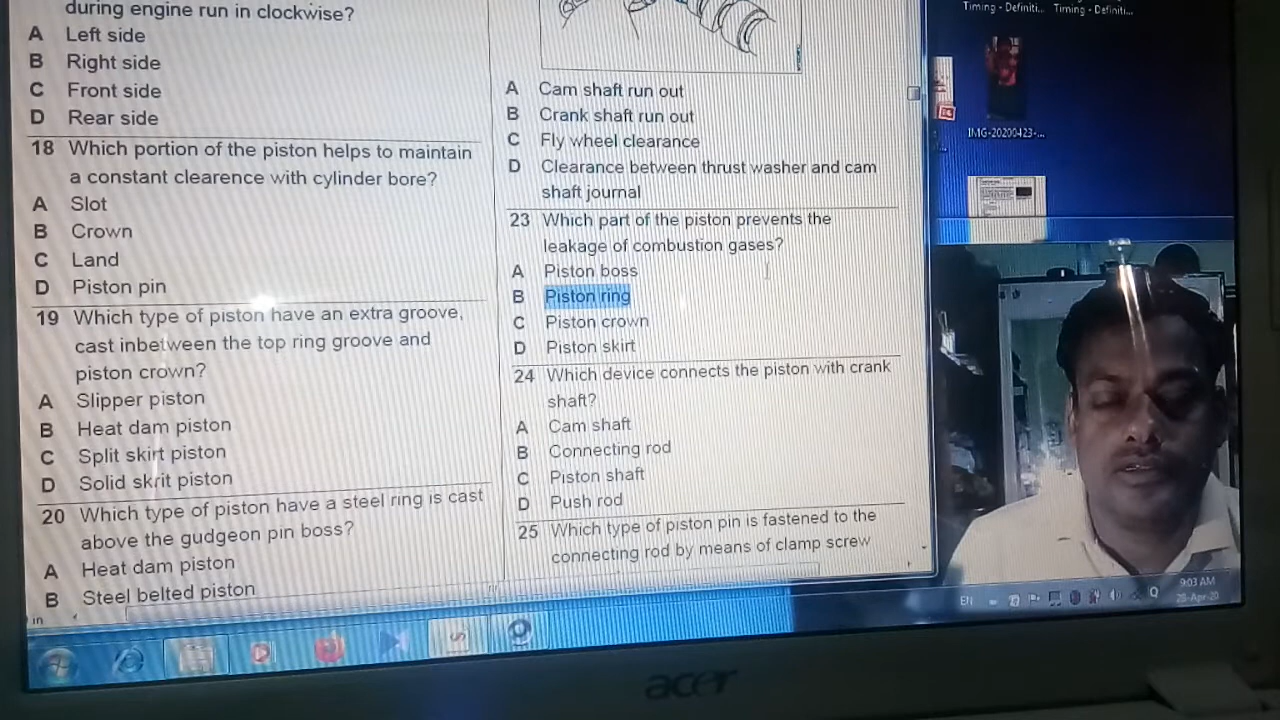 during engine run in clockwise?
A Left side
B Right side
C Front side
D Rear side
18 Which portion of the piston helps to maintain
a constant clearence with cylinder bore?
A Slot
B Crown
C Land
D Piston pin
19 Which type of piston have an extra groove,
cast inbetween the top ring groove and
piston crown?
A Slipper piston
B Heat dam piston
C Split skirt piston
D Solid skrit piston
20 Which type of piston have a steel ring is cast
above the gudgeon pin boss?
A Heat dam piston
B Steel belted piston
A Cam shaft run out
B Crank shaft run out
C Fly wheel clearance
D Clearance between thrust washer and cam
shaft journal
23 Which part of the piston prevents the
leakage of combustion gases?
A Piston boss
B Piston ring
C Piston crown
D Piston skirt
24 Which device connects the piston with crank
shaft?
A Cam shaft
B Connecting rod
C Piston shaft
D Push rod
25 Which type of piston pin is fastened to the
connecting rod by means of clamp screw
Timing - Definiti... Timing - Definiti...
IMG-20200423-...
in
EN
9:03 AM
25-Apr-20
acer